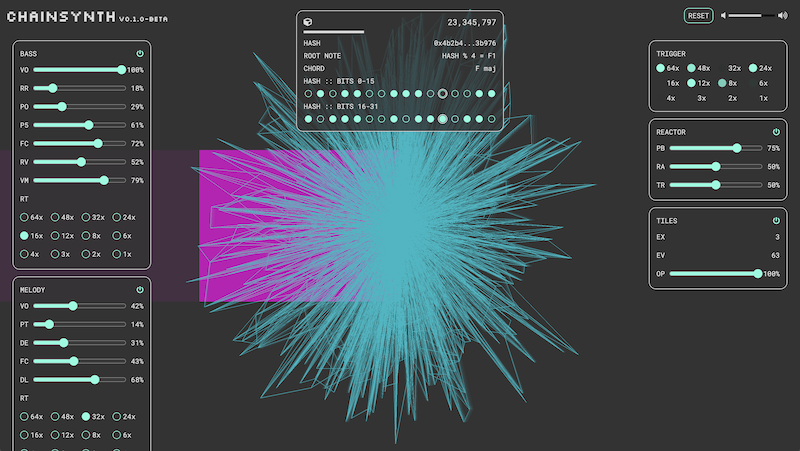 CHAINSYNTH V0.1.0-BETA
RESET
23,345,797
HASH 0x4b2b4...3b976
ROOT NOTE HASH % 4 = F1
CHORD F maj
HASH :: BITS 0-15
HASH :: BITS 16-31
BASS
VO 100%
RR 18%
PO 29%
PS 61%
FC 72%
RV 52%
VM 79%
RT
64x 48x 32x 24x
16x 12x 8x 6x
4x 3x 2x 1x
MELODY
VO 42%
PT 14%
DE 31%
FC 43%
DL 68%
RT
64x 48x 32x 24x
16x 12x 8x 6x
TRIGGER
64x 48x 32x 24x
16x 12x 8x 6x
4x 3x 2x 1x
REACTOR
PB 75%
RA 50%
TR 50%
TILES
EX 3
EV 63
OP 100%